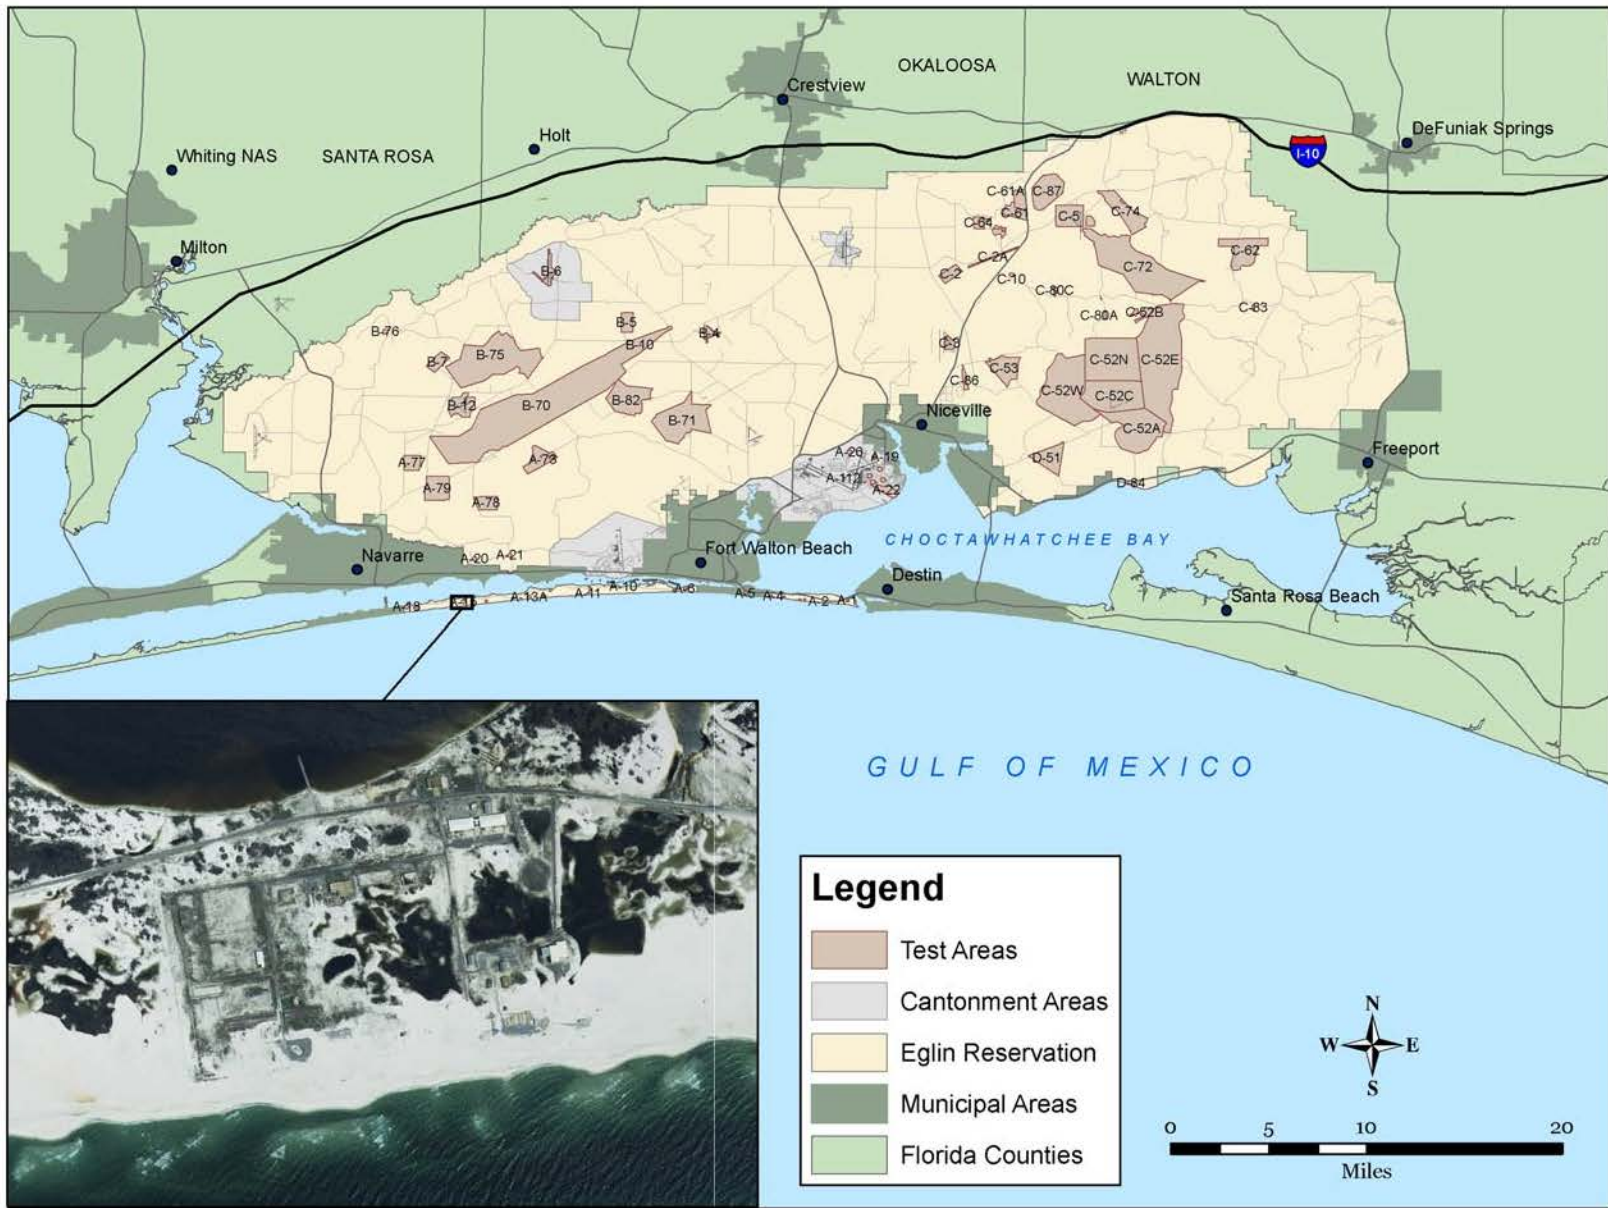 OKALOOSA
WALTON
Crestview
DeFuniak Springs
Holt
Whiting NAS
SANTA ROSA
I-10
Milton
C-61A
C-87
C-61
C-5
C-74
C-64
C-62
C-2A
C-2
C-72
B-6
C-10
C-80C
C-83
C-80A
C-52B
B-76
B-5
B-4
B-10
C-3
B-75
B-7
C-52N
C-52E
C-53
C-86
C-52W
C-52C
B-12
B-70
B-82
B-71
Niceville
C-52A
Freeport
A-26
A-19
D-51
A-77
A-73
A-79
A-22
D-84
A-78
CHOCTAWHATCHEE BAY
Navarre
A-20
A-21
Fort Walton Beach
Destin
Santa Rosa Beach
A-18
A-13A
A-11
A-10
A-6
A-5
A-4
A-2
A-1
GULF OF MEXICO
Legend
Test Areas
Cantonment Areas
Eglin Reservation
Municipal Areas
Florida Counties
N
W
E
S
0
5
10
20
Miles